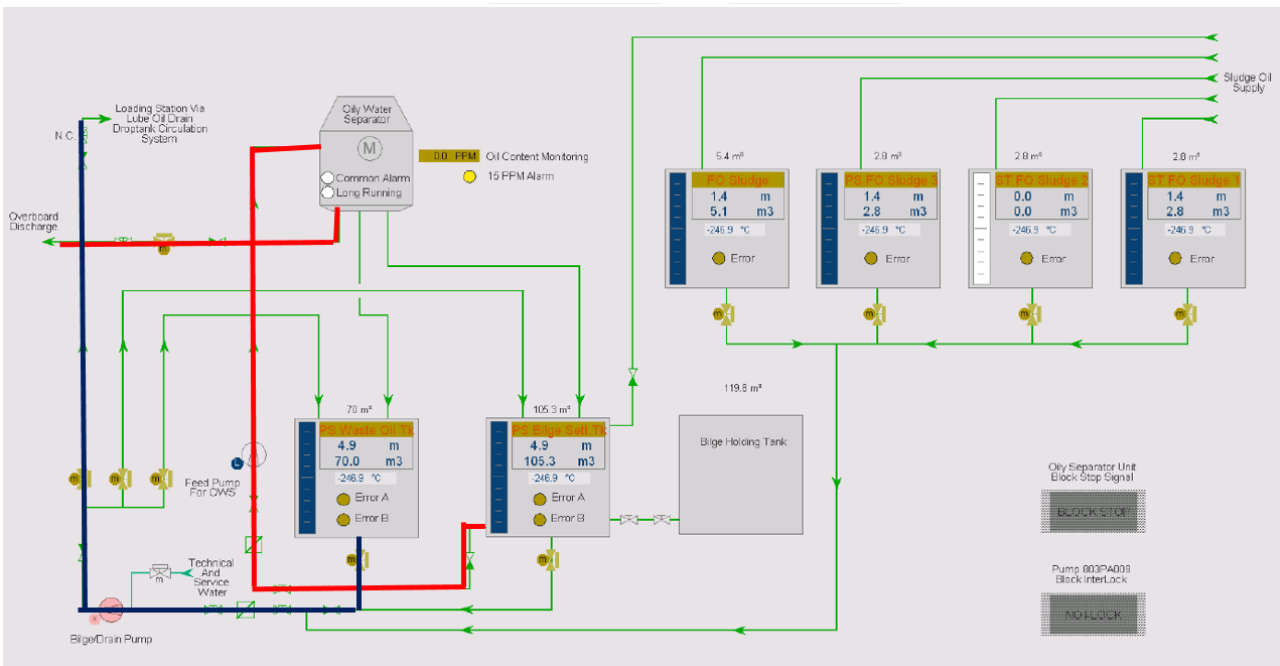 Loading Station Via
Lube Oil Drain
Droptank Circulation
System
N.C.
Oily Water
Separator
M
Common Alarm
Long Running
0.0 PPM Oil Content Monitoring
15 PPM Alarm
Sludge Oil
Supply
5.4 m³
2.8 m³
2.8 m³
2.8 m³
FO Sludge
1.4 m
5.1 m3
-246.9 °C
Error
PS FO Sludge 3
1.4 m
2.8 m3
-246.9 °C
Error
ST FO Sludge 2
0.0 m
0.0 m3
-246.9 °C
Error
ST FO Sludge 1
1.4 m
2.8 m3
-246.9 °C
Error
Overboard
Discharge
m
m
m
m
m
119.8 m³
70 m³
PS Waste Oil Tk
4.9 m
70.0 m3
-246.9 °C
Error A
Error B
105.3 m³
PS Bilge Sett.Tk
4.9 m
105.3 m3
-246.9 °C
Error A
Error B
Bilge Holding Tank
L
Feed Pump
For OWS
m
m
m
m
m
Oily Separator Unit
Block Stop Signal
BLOCK STOP
Technical
And
Service
Water
m
Pump 803PA009
Block InterLock
NOT-LOCK
Bilge/Drain Pump